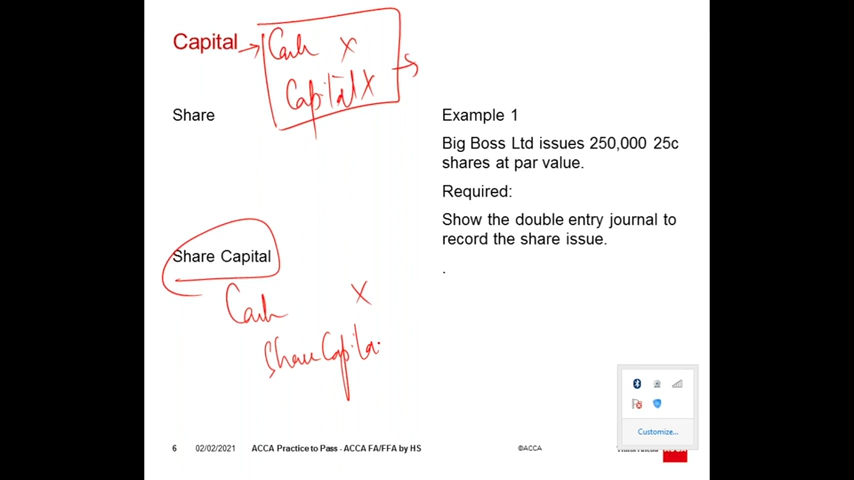 Capital
Cash X
Capital X
Share
Share Capital
Cash X
Share Capita
Example 1
Big Boss Ltd issues 250,000 25c
shares at par value.
Required:
Show the double entry journal to
record the share issue.
.
Customize...
6 02/02/2021 ACCA Practice to Pass - ACCA FA/FFA by HS ©ACCA